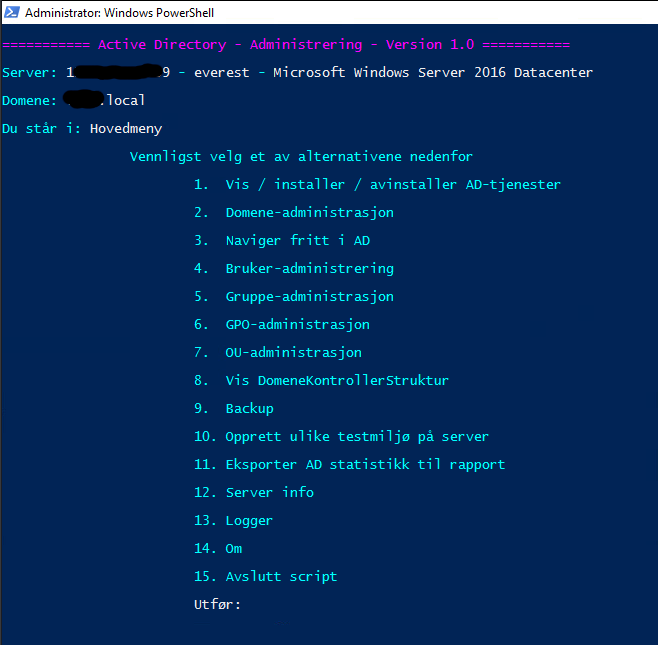 Administrator: Windows PowerShell
=========== Active Directory - Administrering - Version 1.0 ===========
Server: 1 9 - everest - Microsoft Windows Server 2016 Datacenter
Domene: .local
Du står i: Hovedmeny
Vennligst velg et av alternativene nedenfor
1. Vis / installer / avinstaller AD-tjenester
2. Domene-administrasjon
3. Naviger fritt i AD
4. Bruker-administrering
5. Gruppe-administrasjon
6. GPO-administrasjon
7. OU-administrasjon
8. Vis DomeneKontrollerStruktur
9. Backup
10. Opprett ulike testmiljø på server
11. Eksporter AD statistikk til rapport
12. Server info
13. Logger
14. Om
15. Avslutt script
Utfør: